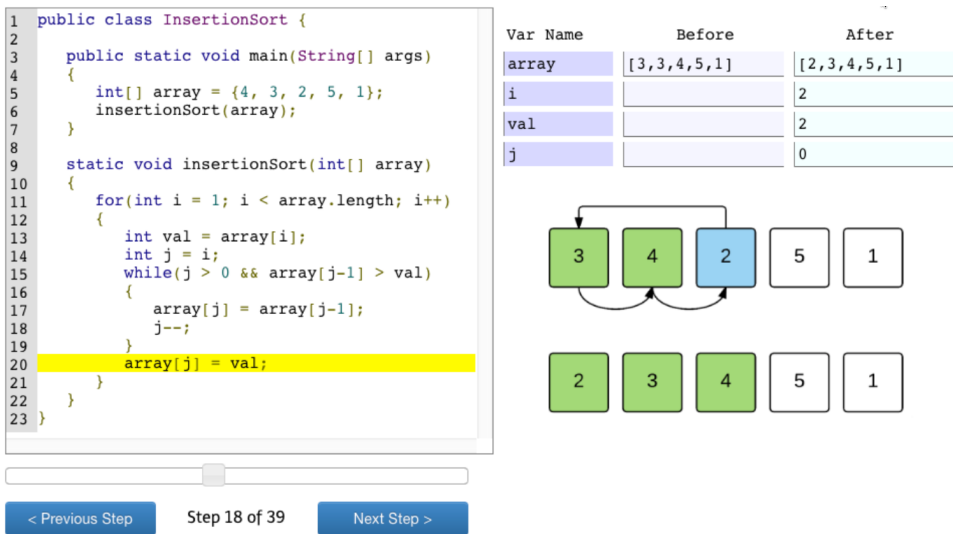 1 public class InsertionSort {
2
3 public static void main(String[] args)
4 {
5 int[] array = {4, 3, 2, 5, 1};
6 insertionSort(array);
7 }
8
9 static void insertionSort(int[] array)
10 {
11 for(int i = 1; i < array.length; i++)
12 {
13 int val = array[i];
14 int j = i;
15 while(j > 0 && array[j-1] > val)
16 {
17 array[j] = array[j-1];
18 j--;
19 }
20 array[j] = val;
21 }
22 }
23 }
< Previous Step Step 18 of 39 Next Step >
Var Name Before After
array [3,3,4,5,1] [2,3,4,5,1]
i 2
val 2
j 0
3 4 2 5 1
2 3 4 5 1